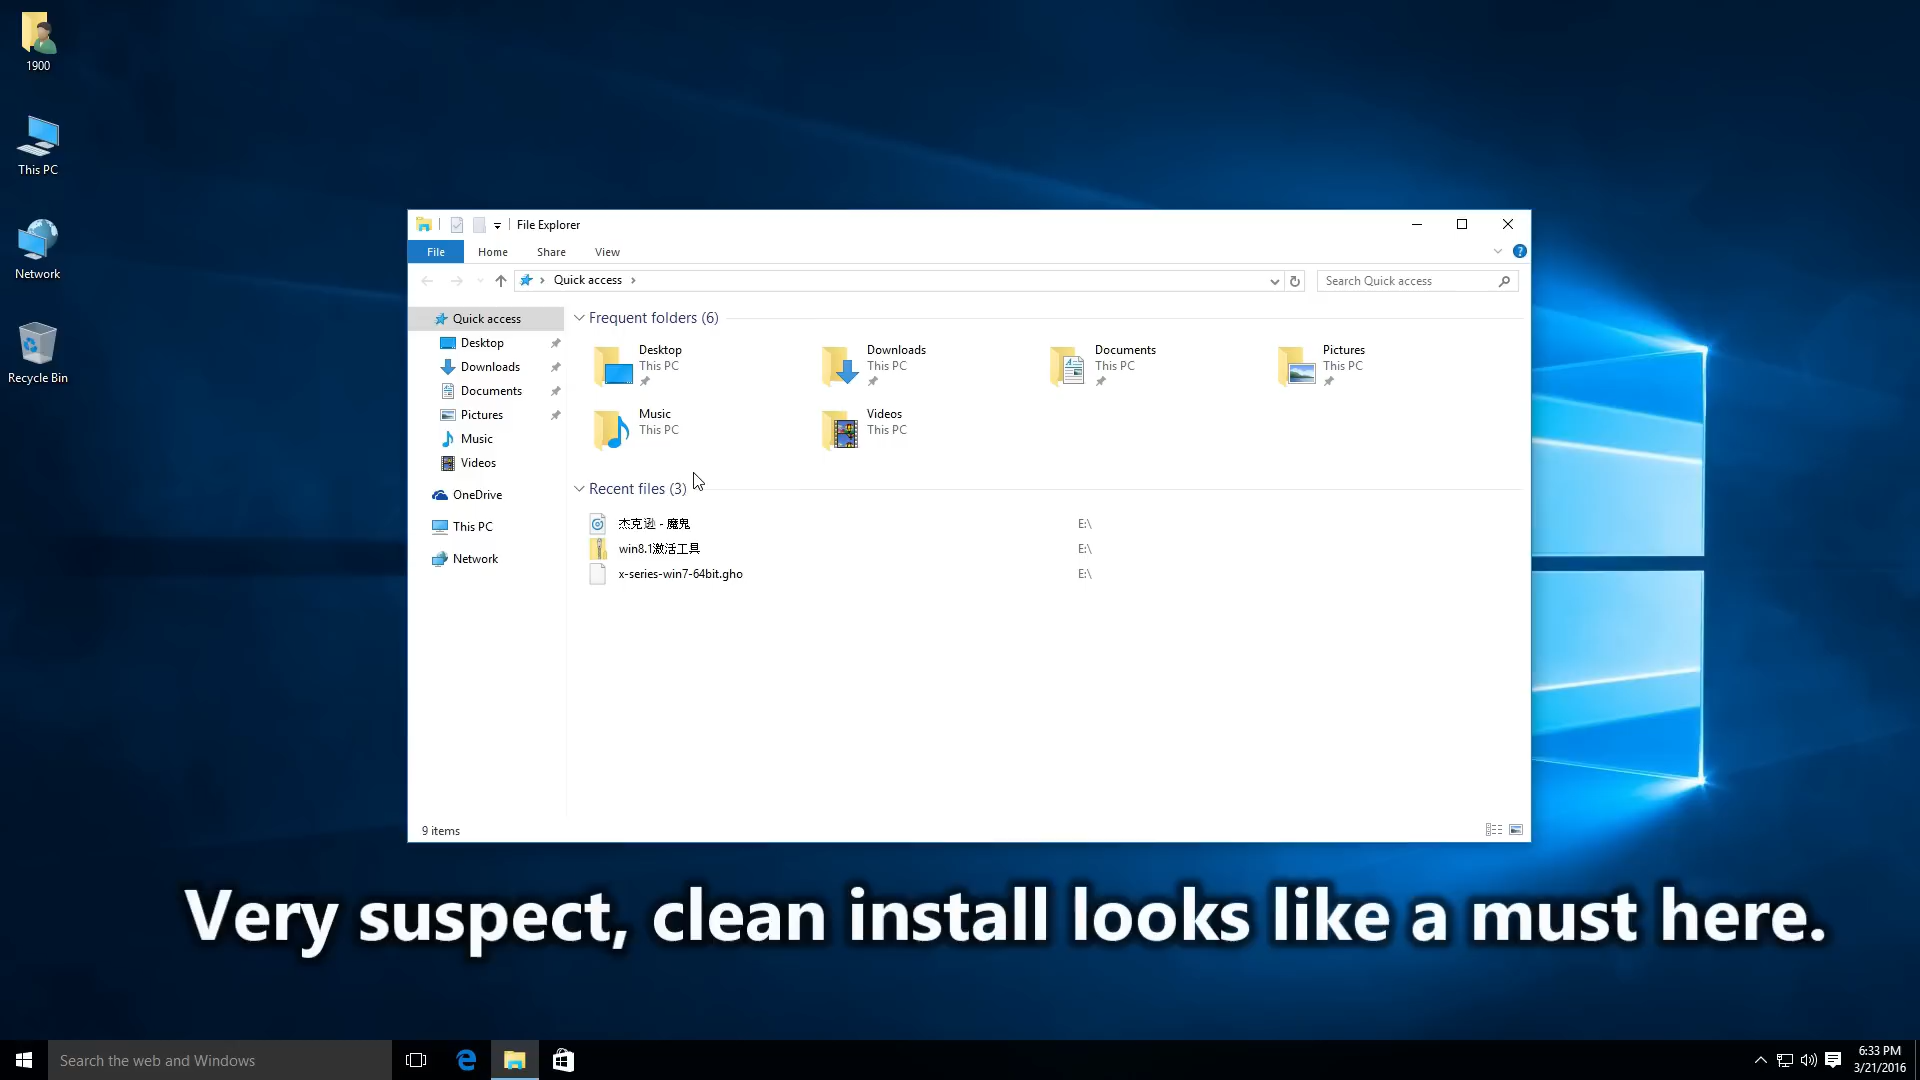 1900
This PC
Network
Recycle Bin
File Explorer
File Home Share View
Quick access
Search Quick access
Quick access
Desktop
Downloads
Documents
Pictures
Music
Videos
OneDrive
This PC
Network
Frequent folders (6)
Desktop
This PC
Downloads
This PC
Documents
This PC
Pictures
This PC
Music
This PC
Videos
This PC
Recent files (3)
杰克逊 - 魔鬼 E:\
win8.1激活工具 E:\
x-series-win7-64bit.gho E:\
9 items
Very suspect, clean install looks like a must here.
Search the web and Windows
6:33 PM
3/21/2016